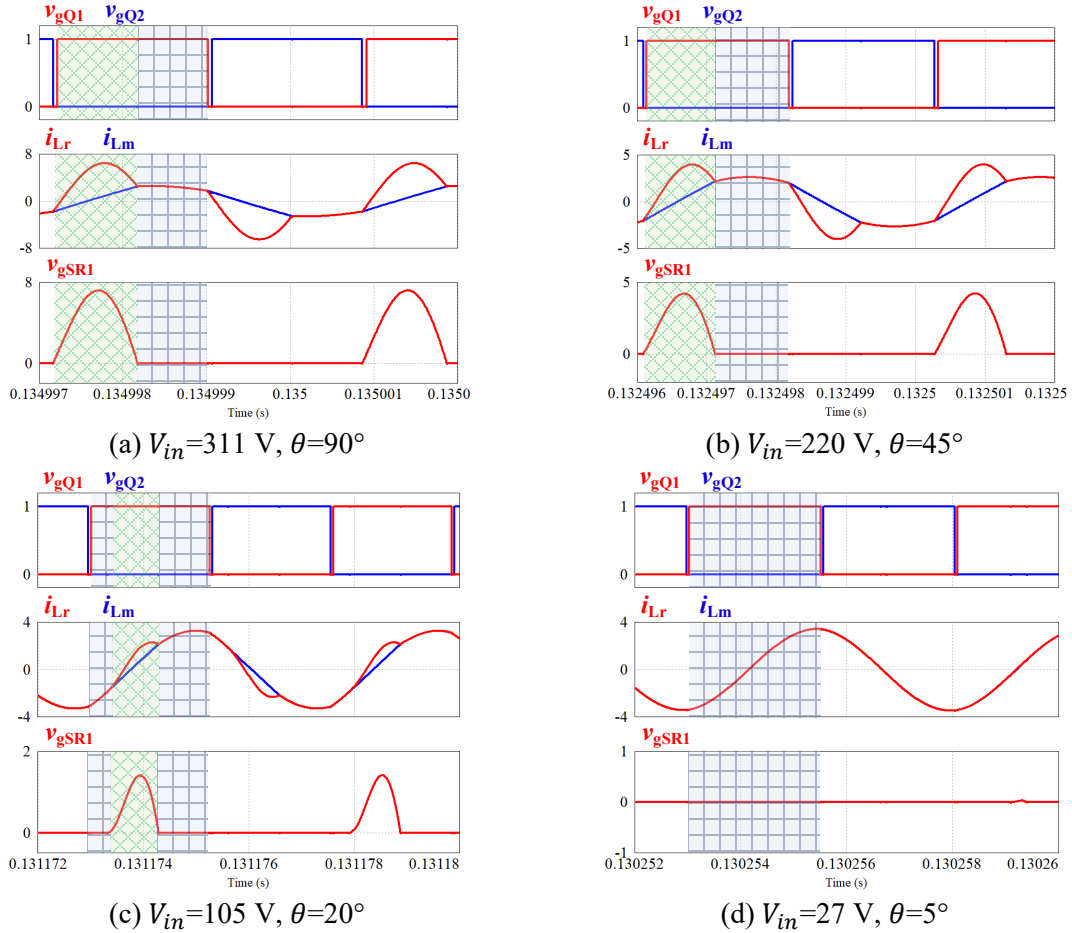 vgQ1 vgQ2
1
0
iLr iLm
8
0
-8
vgSR1
8
0
0.134997 0.134998 0.134999 0.135 0.135001 0.1350
Time (s)
(a) Vin=311 V, θ=90°
vgQ1 vgQ2
1
0
iLr iLm
5
0
-5
vgSR1
5
0
0.132496 0.132497 0.132498 0.132499 0.1325 0.132501 0.1325
Time (s)
(b) Vin=220 V, θ=45°
vgQ1 vgQ2
1
0
iLr iLm
4
0
-4
vgSR1
2
0
0.131172 0.131174 0.131176 0.131178 0.13118
Time (s)
(c) Vin=105 V, θ=20°
vgQ1 vgQ2
1
0
iLr iLm
4
0
-4
vgSR1
1
0
-1
0.130252 0.130254 0.130256 0.130258 0.13026
Time (s)
(d) Vin=27 V, θ=5°